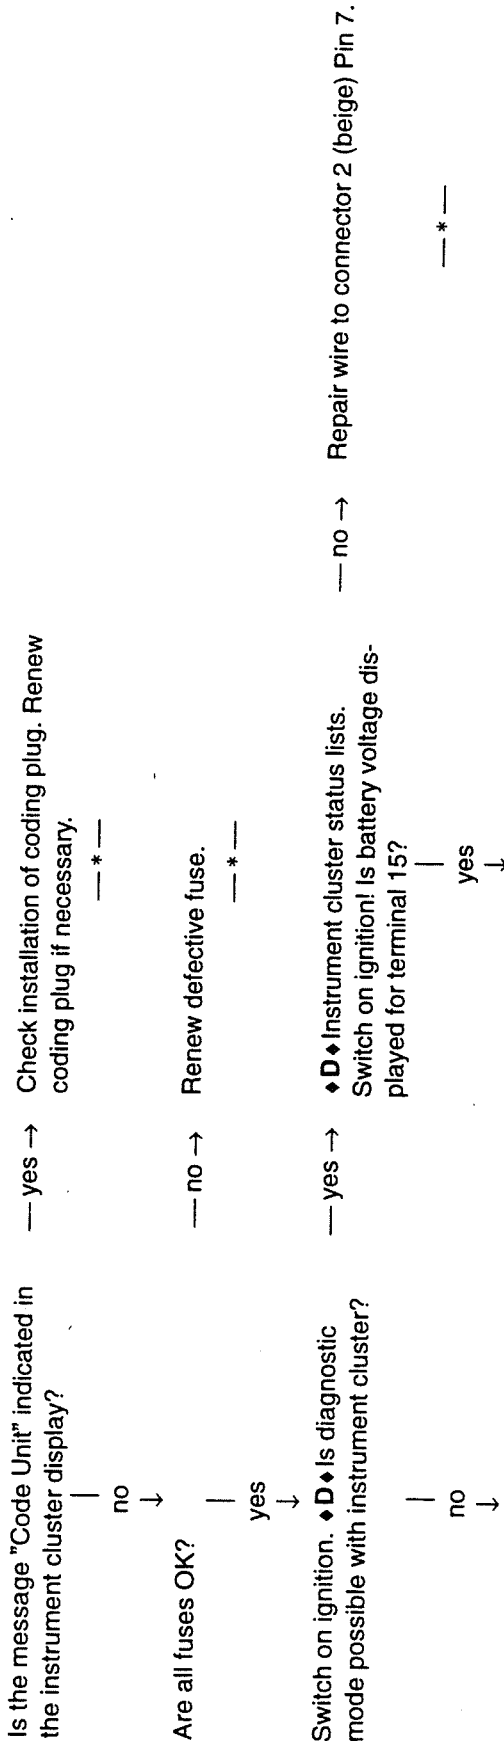 Is the message "Code Unit" indicated in
the instrument cluster display?
— yes → Check installation of coding plug. Renew
coding plug if necessary.
— * —
|
no
↓
Are all fuses OK?
— no → Renew defective fuse.
— * —
|
yes
↓
Switch on ignition. ♦D♦ Is diagnostic
mode possible with instrument cluster?
— yes → ♦D♦ Instrument cluster status lists.
Switch on ignition! Is battery voltage dis-
played for terminal 15?
— no → Repair wire to connector 2 (beige) Pin 7.
— * —
|
yes
↓
|
no
↓